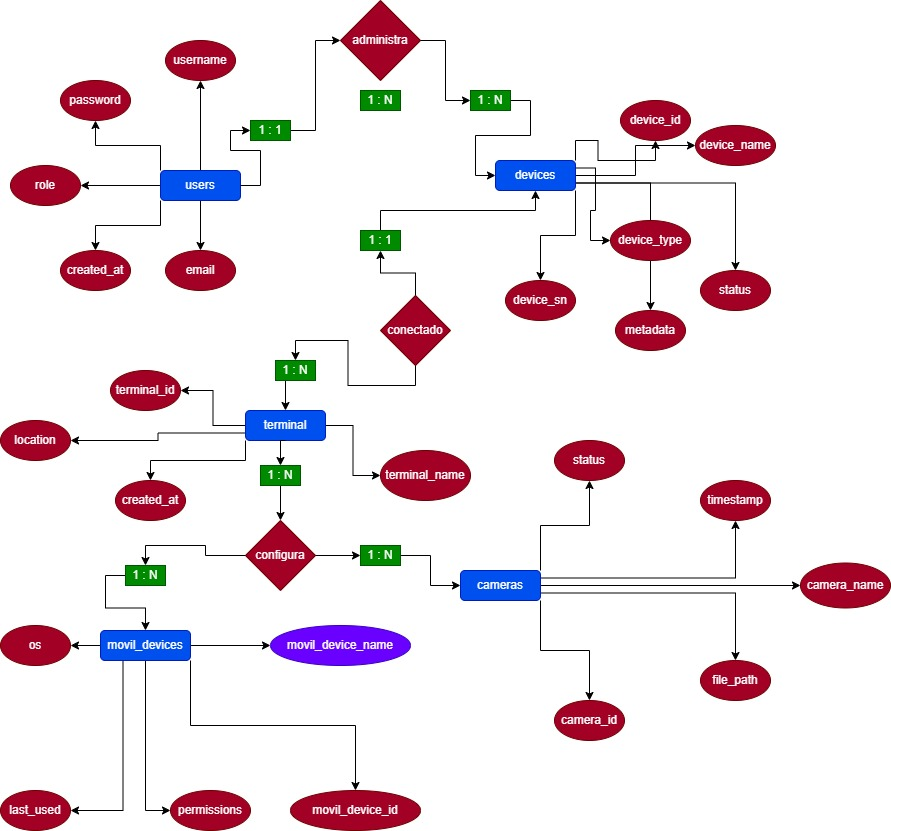 administra
username
password
1 : N
1 : N
1 : 1
device_id
device_name
role
users
devices
1 : 1
device_type
created_at
email
status
device_sn
conectado
metadata
1 : N
terminal_id
terminal
location
status
1 : N
terminal_name
created_at
timestamp
configura
1 : N
1 : N
cameras
camera_name
os
movil_devices
movil_device_name
file_path
camera_id
last_used
permissions
movil_device_id